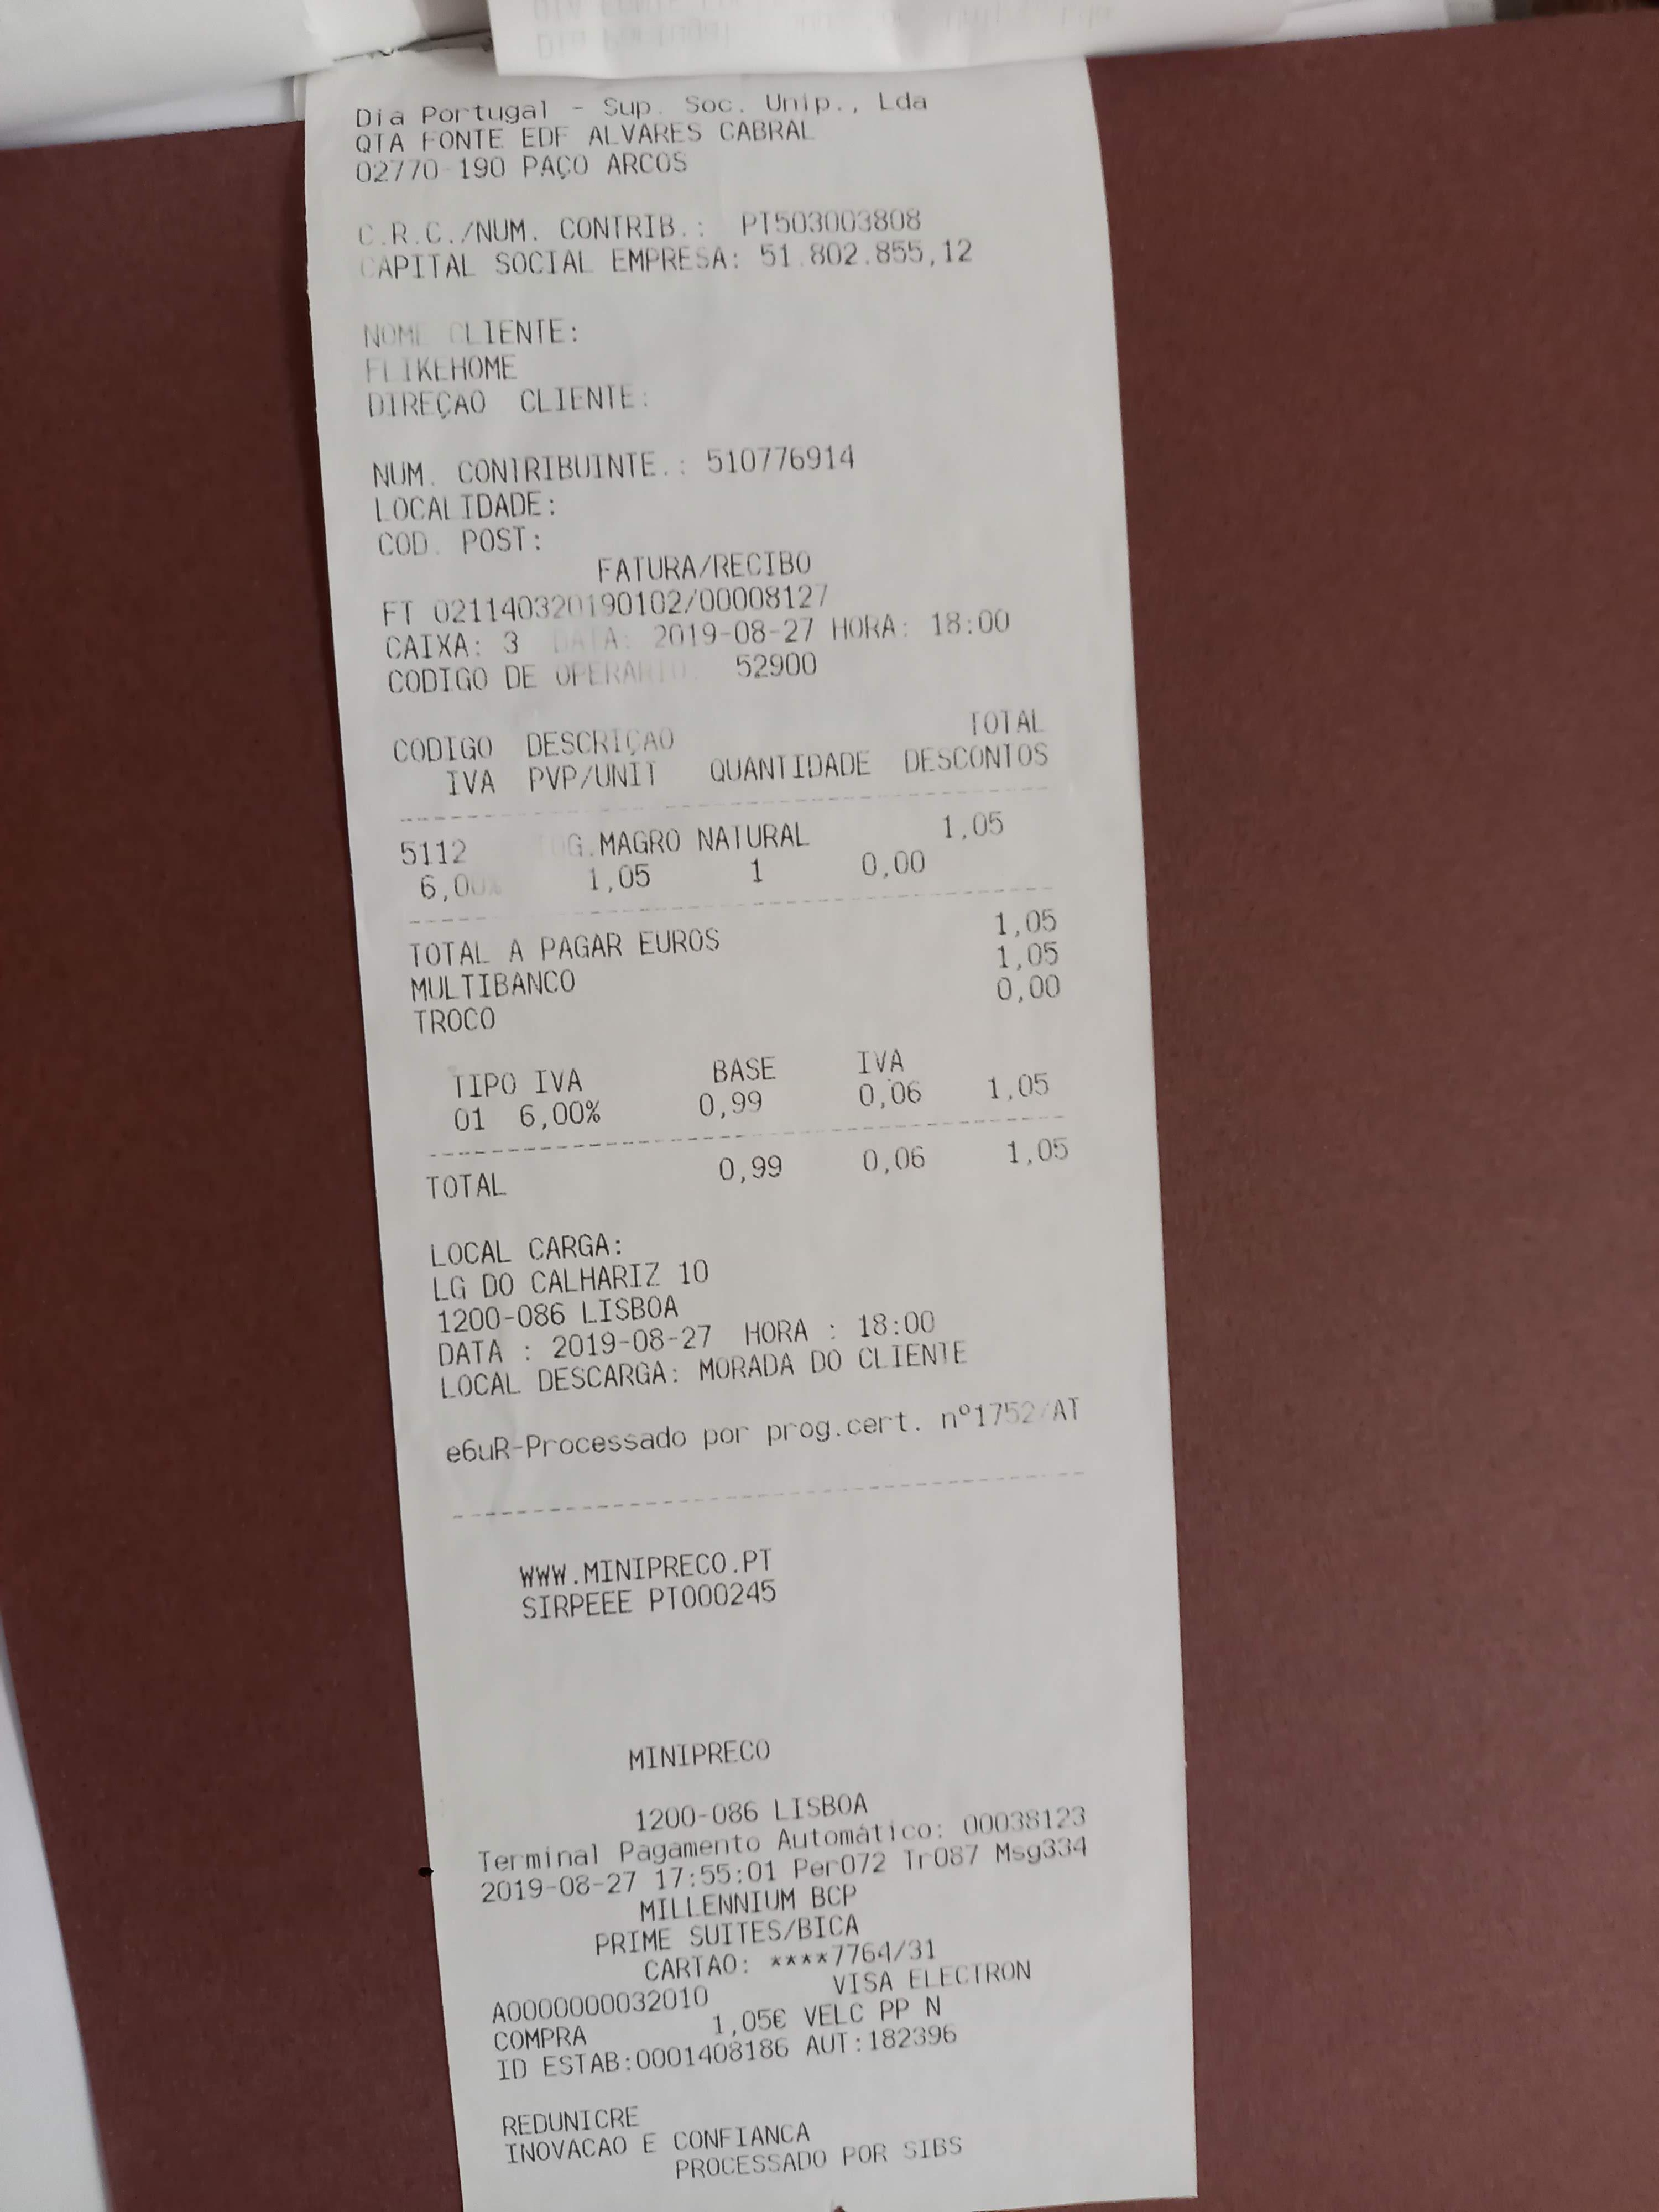 Dia Portugal - Sup. Soc. Unip., Lda
QTA FONTE EDF ALVARES CABRAL
02770-190 PAÇO ARCOS
C.R.C./NUM. CONTRIB.: PT503003808
CAPITAL SOCIAL EMPRESA: 51.802.855,12
NOME CLIENTE:
FLIKEHOME
DIREÇAO CLIENTE:
NUM. CONTRIBUINTE.: 510776914
LOCALIDADE:
COD. POST:
FATURA/RECIBO
FT 021140320190102/00008127
CAIXA: 3 DATA: 2019-08-27 HORA: 18:00
CODIGO DE OPERARIO: 52900
CODIGO DESCRIÇAO TOTAL
IVA PVP/UNIT QUANTIDADE DESCONTOS
5112 IOG.MAGRO NATURAL 1,05
6,00% 1,05 1 0,00
TOTAL A PAGAR EUROS 1,05
MULTIBANCO 1,05
TROCO 0,00
TIPO IVA BASE IVA
01 6,00% 0,99 0,06 1,05
TOTAL 0,99 0,06 1,05
LOCAL CARGA:
LG DO CALHARIZ 10
1200-086 LISBOA
DATA : 2019-08-27 HORA : 18:00
LOCAL DESCARGA: MORADA DO CLIENTE
e6uR-Processado por prog.cert. nº1752/AT
WWW.MINIPRECO.PT
SIRPEEE PT000245
MINIPRECO
1200-086 LISBOA
Terminal Pagamento Automático: 00038123
2019-08-27 17:55:01 Per072 Tr087 Msg334
MILLENNIUM BCP
PRIME SUITES/BICA
CARTAO: ****7764/31
A0000000032010 VISA ELECTRON
COMPRA 1,05€ VELC PP N
ID ESTAB:0001408186 AUT:182396
REDUNICRE
INOVACAO E CONFIANCA
PROCESSADO POR SIBS